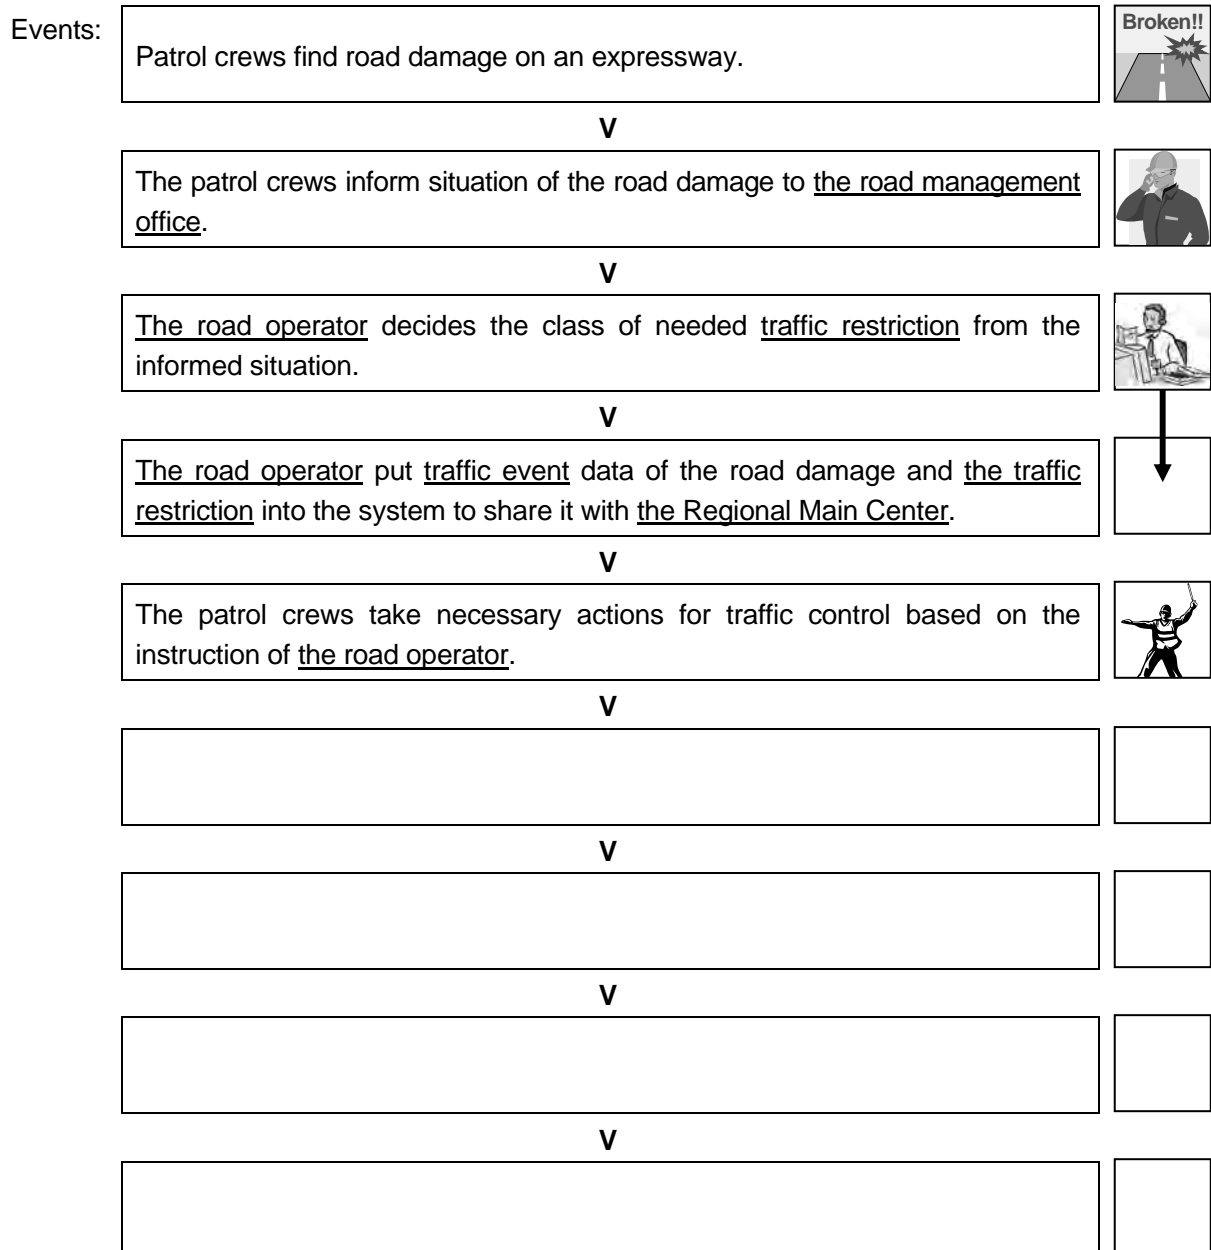 Events:
Patrol crews find road damage on an expressway.
Broken!!
V
The patrol crews inform situation of the road damage to the road management
office.
V
The road operator decides the class of needed traffic restriction from the
informed situation.
V
The road operator put traffic event data of the road damage and the traffic
restriction into the system to share it with the Regional Main Center.
V
The patrol crews take necessary actions for traffic control based on the
instruction of the road operator.
V
V
V
V